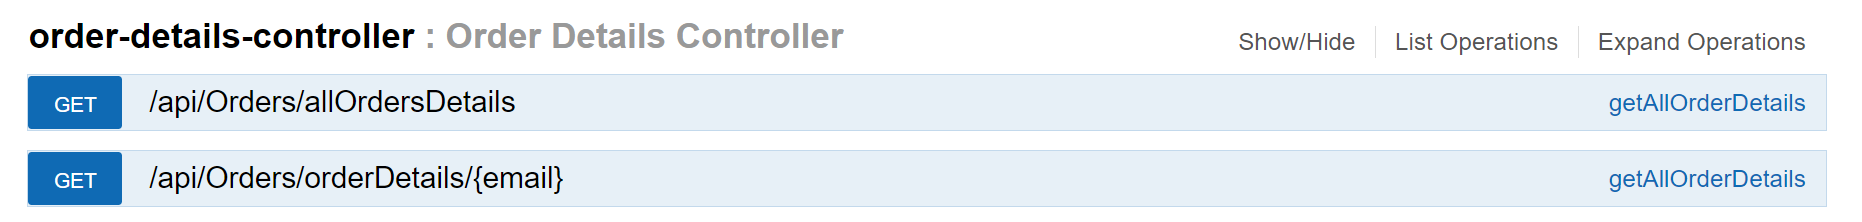 order-details-controller : Order Details Controller
Show/Hide
List Operations
Expand Operations
GET /api/Orders/allOrdersDetails getAllOrderDetails
GET /api/Orders/orderDetails/{email} getAllOrderDetails